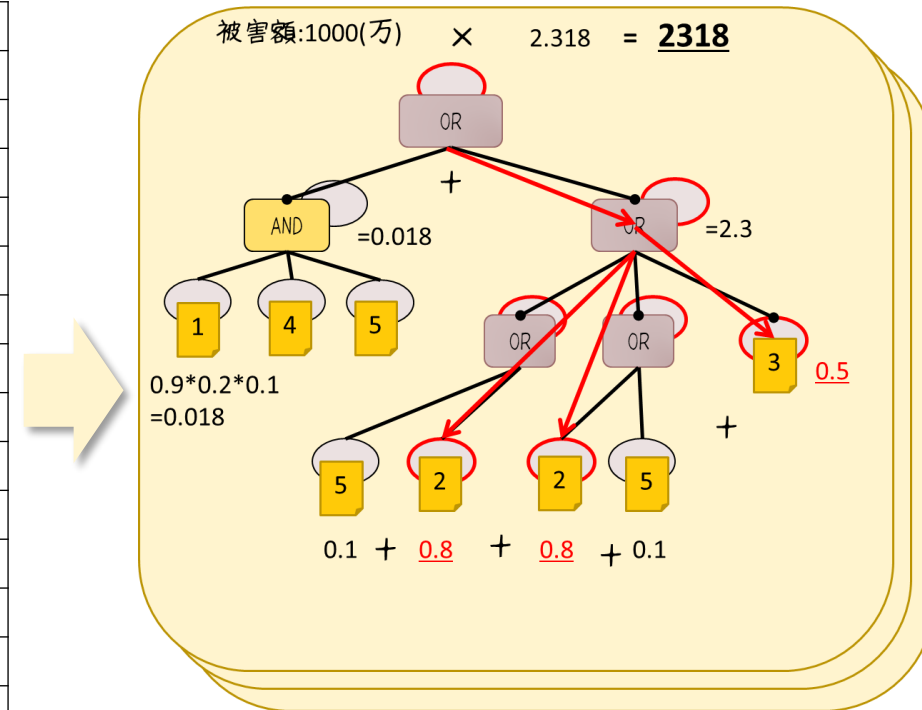 被害額:1000(万) × 2.318 = 2318
OR
+
AND
=0.018
OR
=2.3
1
4
5
OR
OR
3
0.5
0.9*0.2*0.1
=0.018
+
5
2
2
5
0.1 + 0.8 + 0.8 + 0.1